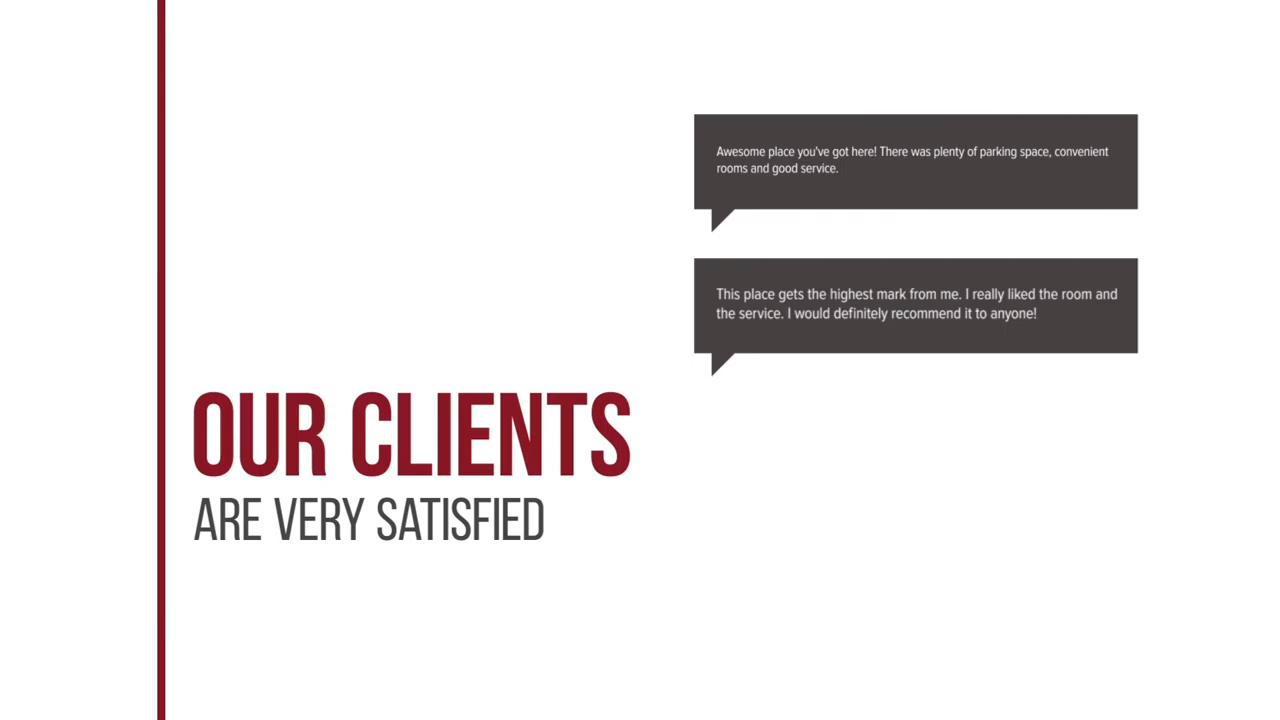 Awesome place you've got here! There was plenty of parking space, convenient
rooms and good service.
This place gets the highest mark from me. I really liked the room and
the service. I would definitely recommend it to anyone!
OUR CLIENTS
ARE VERY SATISFIED